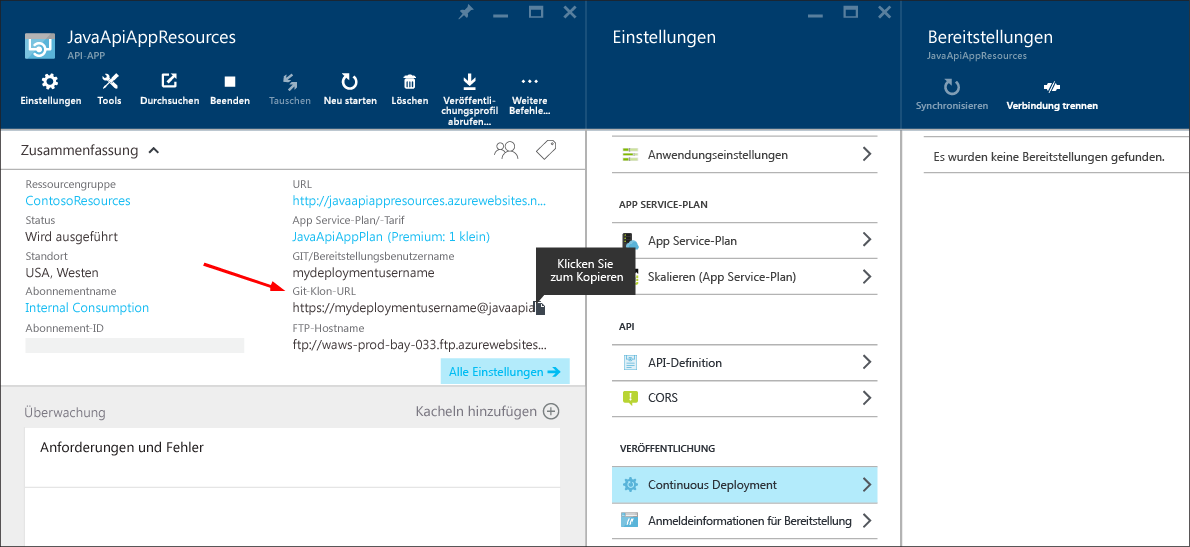 JavaApiAppResources
API-APP
Einstellungen
Tools
Durchsuchen
Beenden
Tauschen
Neu starten
Löschen
Veröffentli-
chungsprofil
abrufen...
Weitere
Befehle...
Zusammenfassung
Ressourcengruppe
ContosoResources
Status
Wird ausgeführt
Standort
USA, Westen
Abonnementname
Internal Consumption
Abonnement-ID
URL
http://javaapiappresources.azurewebsites.n...
App Service-Plan/-Tarif
JavaApiAppPlan (Premium: 1 klein)
GIT/Bereitstellungsbenutzername
mydeploymentusername
Git-Klon-URL
https://mydeploymentusername@javaapia
FTP-Hostname
ftp://waws-prod-bay-033.ftp.azurewebsites...
Klicken Sie
zum Kopieren
Alle Einstellungen
Überwachung
Kacheln hinzufügen
Anforderungen und Fehler
Einstellungen
Anwendungseinstellungen
APP SERVICE-PLAN
App Service-Plan
Skalieren (App Service-Plan)
API
API-Definition
CORS
VERÖFFENTLICHUNG
Continuous Deployment
Anmeldeinformationen für Bereitstellung
Bereitstellungen
JavaApiAppResources
Synchronisieren
Verbindung trennen
Es wurden keine Bereitstellungen gefunden.